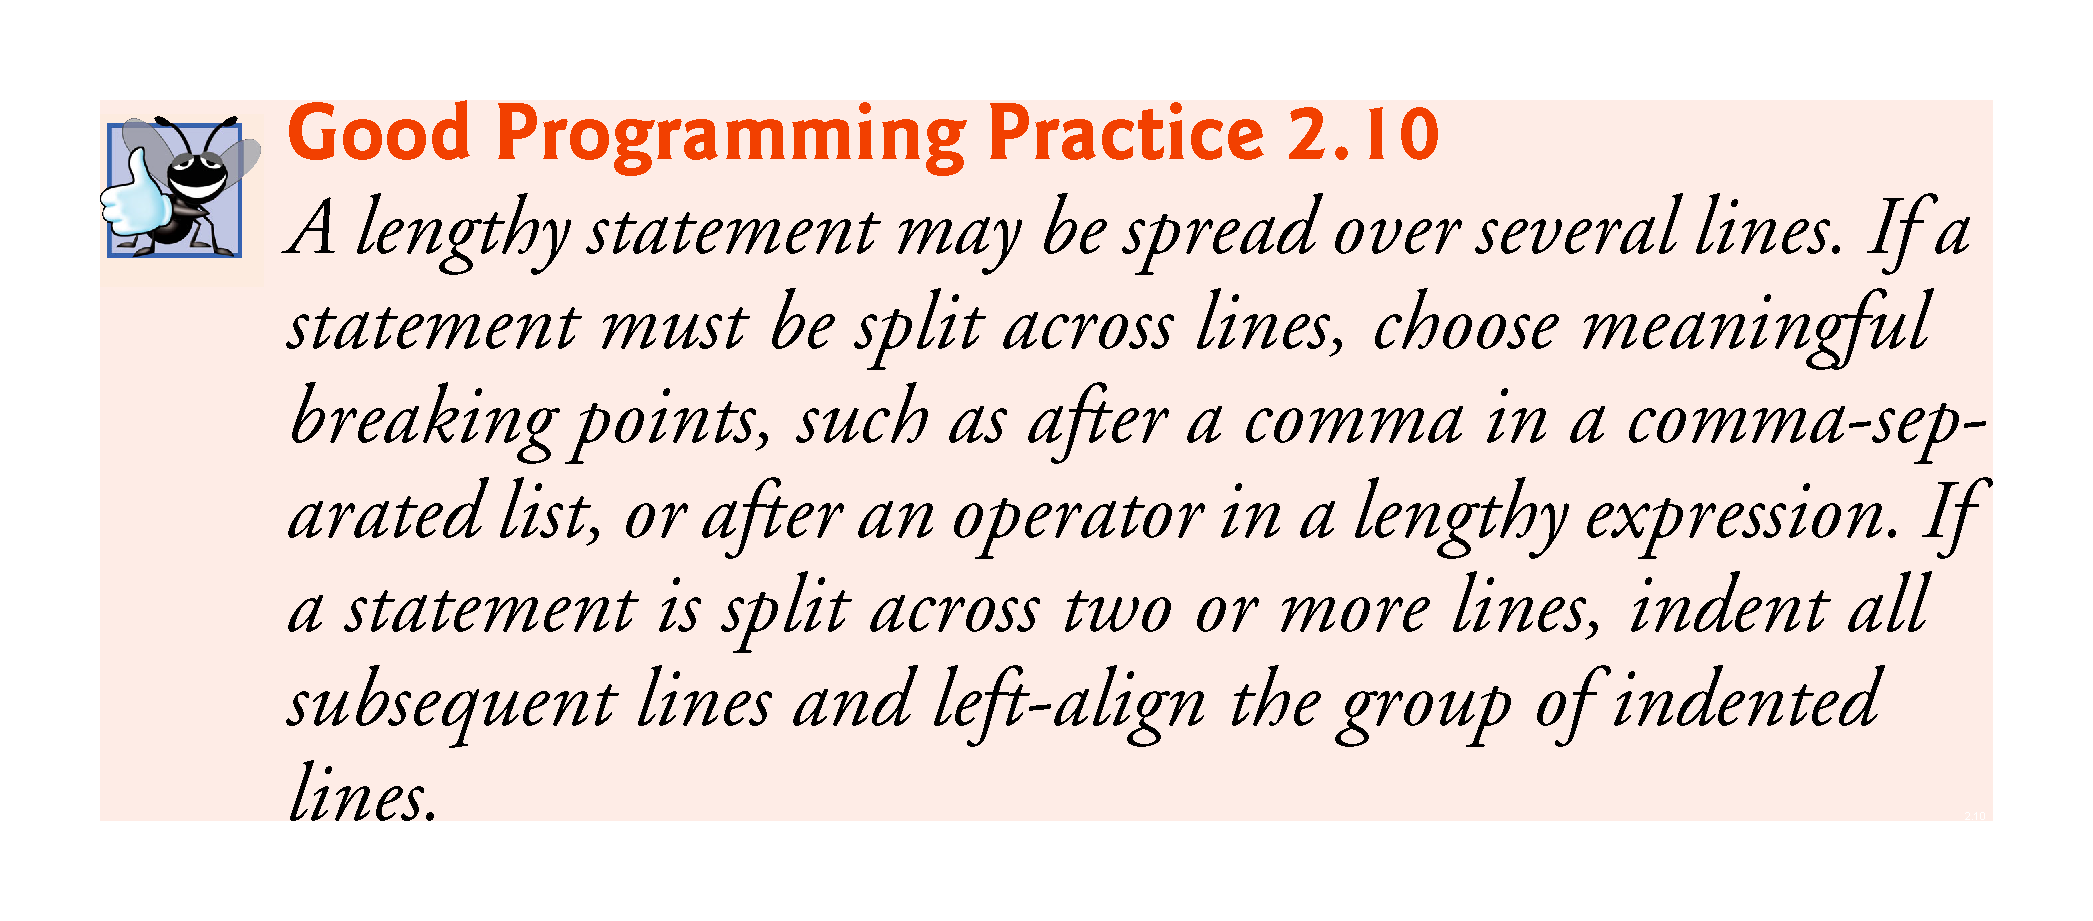 Good Programming Practice 2.10
A lengthy statement may be spread over several lines. If a
statement must be split across lines, choose meaningful
breaking points, such as after a comma in a comma-sep-
arated list, or after an operator in a lengthy expression. If
a statement is split across two or more lines, indent all
subsequent lines and left-align the group of indented
lines.
2.10